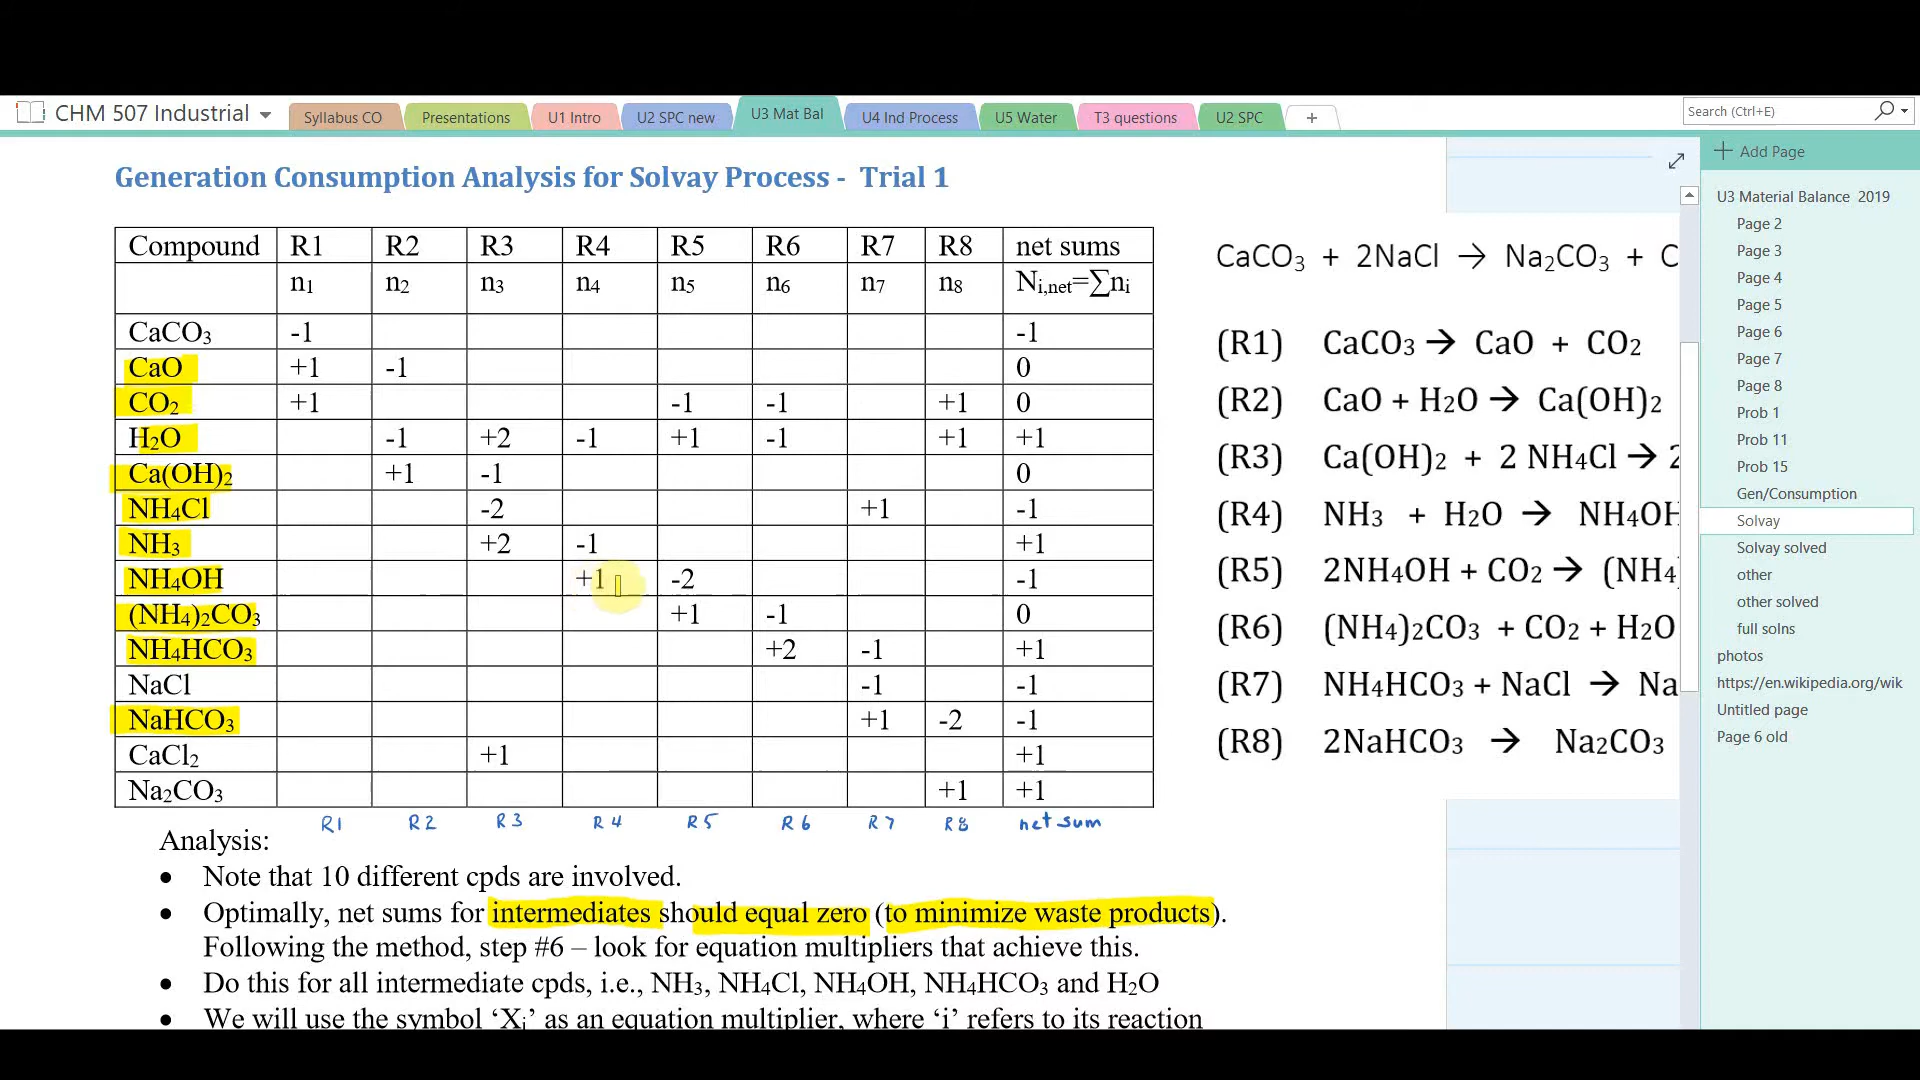 CHM 507 Industrial
Syllabus CO
Presentations
U1 Intro
U2 SPC new
U3 Mat Bal
U4 Ind Process
U5 Water
T3 questions
U2 SPC
+
Search (Ctrl+E)
Generation Consumption Analysis for Solvay Process - Trial 1
Compound R1 R2 R3 R4 R5 R6 R7 R8 net sums
n₁ n₂ n₃ n₄ n₅ n₆ n₇ n₈ Nᵢ,ₙₑₜ=∑nᵢ
CaCO₃ -1 -1
CaO +1 -1 0
CO₂ +1 -1 -1 +1 0
H₂O -1 +2 -1 +1 -1 +1 +1
Ca(OH)₂ +1 -1 0
NH₄Cl -2 +1 -1
NH₃ +2 -1 +1
NH₄OH +1 -2 -1
(NH₄)₂CO₃ +1 -1 0
NH₄HCO₃ +2 -1 +1
NaCl -1 -1
NaHCO₃ +1 -2 -1
CaCl₂ +1 +1
Na₂CO₃ +1 +1
R1 R2 R3 R4 R5 R6 R7 R8 net sum
Analysis:
• Note that 10 different cpds are involved.
• Optimally, net sums for intermediates should equal zero (to minimize waste products).
Following the method, step #6 – look for equation multipliers that achieve this.
• Do this for all intermediate cpds, i.e., NH₃, NH₄Cl, NH₄OH, NH₄HCO₃ and H₂O
• We will use the symbol ‘Xᵢ’ as an equation multiplier, where ‘i’ refers to its reaction
CaCO₃ + 2NaCl → Na₂CO₃ + C
(R1) CaCO₃ → CaO + CO₂
(R2) CaO + H₂O → Ca(OH)₂
(R3) Ca(OH)₂ + 2 NH₄Cl → 2
(R4) NH₃ + H₂O → NH₄OH
(R5) 2NH₄OH + CO₂ → (NH₄)
(R6) (NH₄)₂CO₃ + CO₂ + H₂O
(R7) NH₄HCO₃ + NaCl → Na
(R8) 2NaHCO₃ → Na₂CO₃
Add Page
U3 Material Balance 2019
Page 2
Page 3
Page 4
Page 5
Page 6
Page 7
Page 8
Prob 1
Prob 11
Prob 15
Gen/Consumption
Solvay
Solvay solved
other
other solved
full solns
photos
https://en.wikipedia.org/wik
Untitled page
Page 6 old